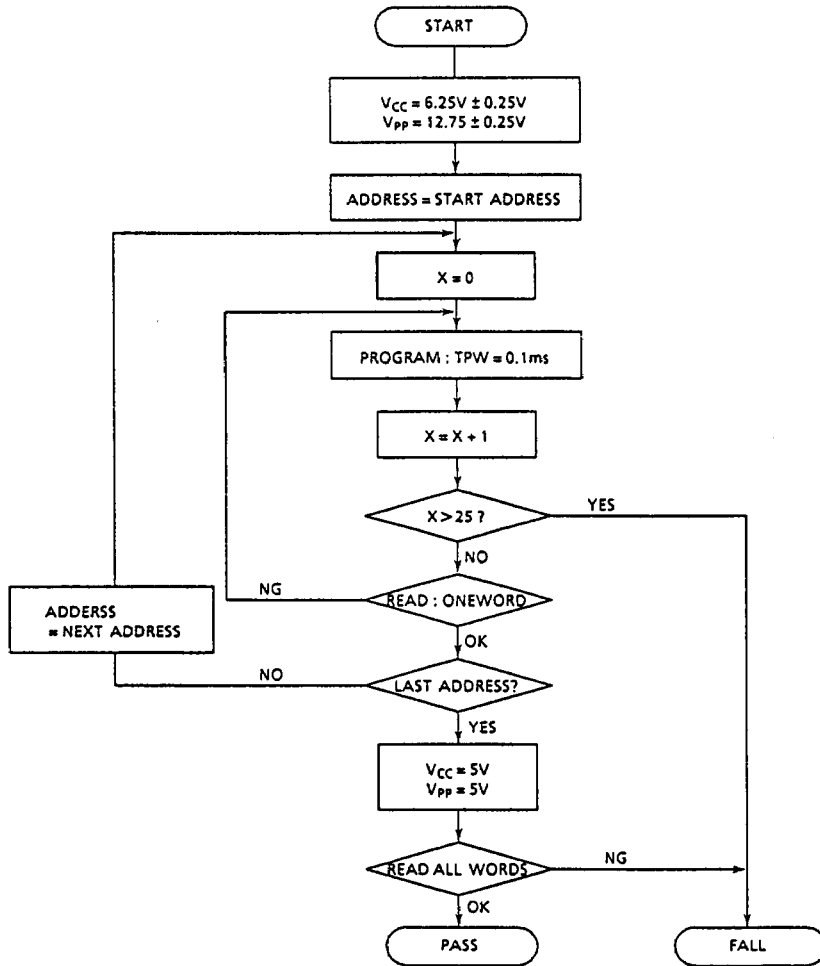 START
VCC = 6.25V ± 0.25V
VPP = 12.75 ± 0.25V
ADDRESS = START ADDRESS
X = 0
PROGRAM : TPW = 0.1ms
X = X + 1
X > 25 ?
YES
NO
NG
READ : ONEWORD
OK
ADDERSS
= NEXT ADDRESS
NO
LAST ADDRESS?
YES
VCC = 5V
VPP = 5V
READ ALL WORDS
NG
OK
PASS
FALL